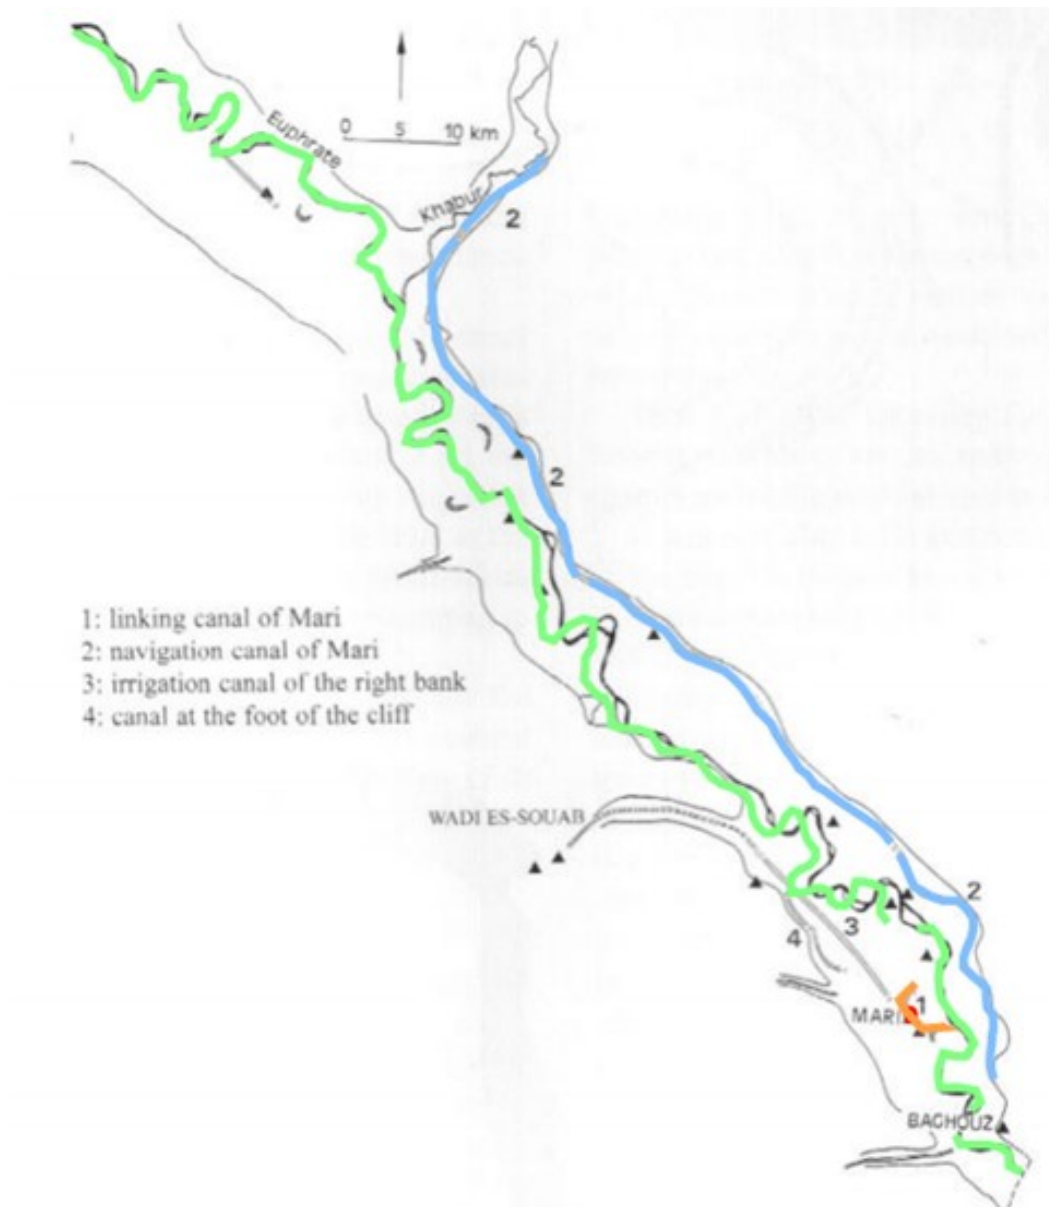 Euphrate
0 5 10 km
Khabur
2
2
1: linking canal of Mari
2: navigation canal of Mari
3: irrigation canal of the right bank
4: canal at the foot of the cliff
WADI ES-SOUAB
2
3
4
1
MARI
BAGHOUZ